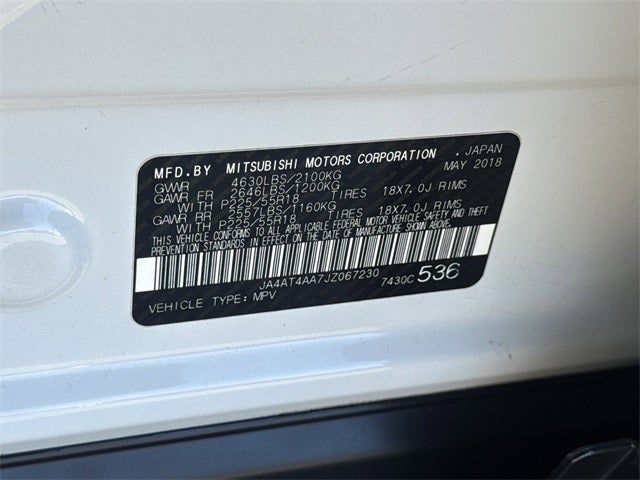 MFD.BY MITSUBISHI MOTORS CORPORATION , JAPAN
GWR 4630LBS/2100KG MAY 2018
GAWR FR 2646LBS/1200KG
WITH P225/55R18 TIRES 18X7.0J RIMS
GAWR RR 2557LBS/1160KG
WITH P225/55R18 TIRES 18X7.0J RIMS
THIS VEHICLE CONFORMS TO ALL APPLICABLE FEDERAL MOTOR VEHICLE SAFETY AND THEFT
PREVENTION STANDARDS IN EFFECT ON THE DATE OF MANUFACTURE SHOWN ABOVE.
JA4AT4AA7JZ067230 7430C 536
VEHICLE TYPE: MPV